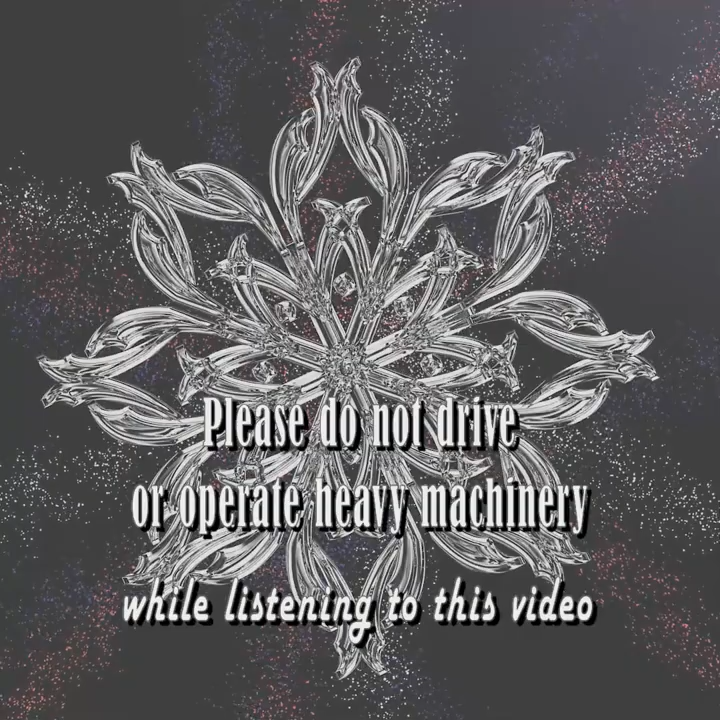 Please do not drive
or operate heavy machinery
while listening to this video